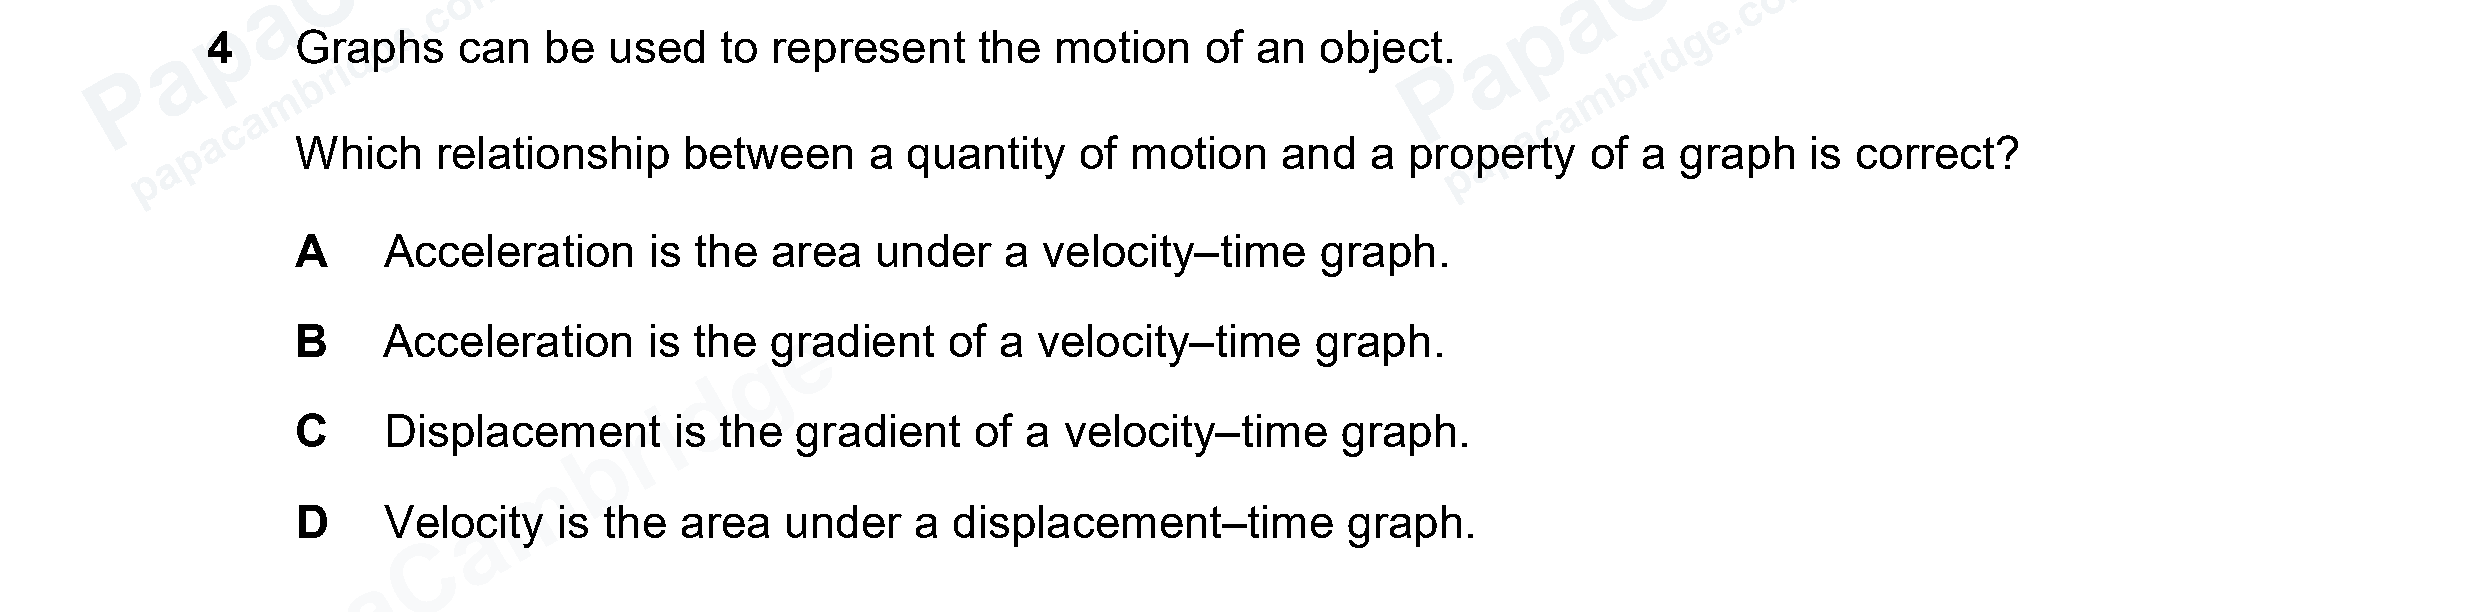 4 Graphs can be used to represent the motion of an object.
Which relationship between a quantity of motion and a property of a graph is correct?
A Acceleration is the area under a velocity–time graph.
B Acceleration is the gradient of a velocity–time graph.
C Displacement is the gradient of a velocity–time graph.
D Velocity is the area under a displacement–time graph.